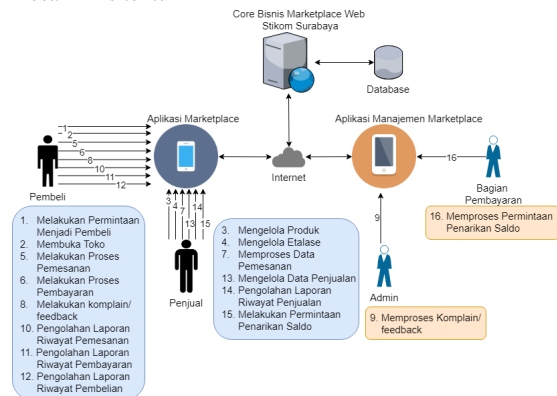 Core Bisnis Marketplace Web
Stikom Surabaya
Database
Aplikasi Marketplace
Aplikasi Manajemen Marketplace
Internet
1
2
5
6
8
10
11
12
Pembeli
16
Bagian
Pembayaran
3
4
7
13
14
15
Penjual
9
Admin
1. Melakukan Permintaan
Menjadi Pembeli
2. Membuka Toko
5. Melakukan Proses
Pemesanan
6. Melakukan Proses
Pembayaran
8. Melakukan komplain/
feedback
10. Pengolahan Laporan
Riwayat Pemesanan
11. Pengolahan Laporan
Riwayat Pembayaran
12. Pengolahan Laporan
Riwayat Pembelian
3. Mengelola Produk
4. Mengelola Etalase
7. Memproses Data
Pemesanan
13. Mengelola Data Penjualan
14. Pengolahan Laporan
Riwayat Penjualan
15. Melakukan Permintaan
Penarikan Saldo
16. Memproses Permintaan
Penarikan Saldo
9. Memproses Komplain/
feedback